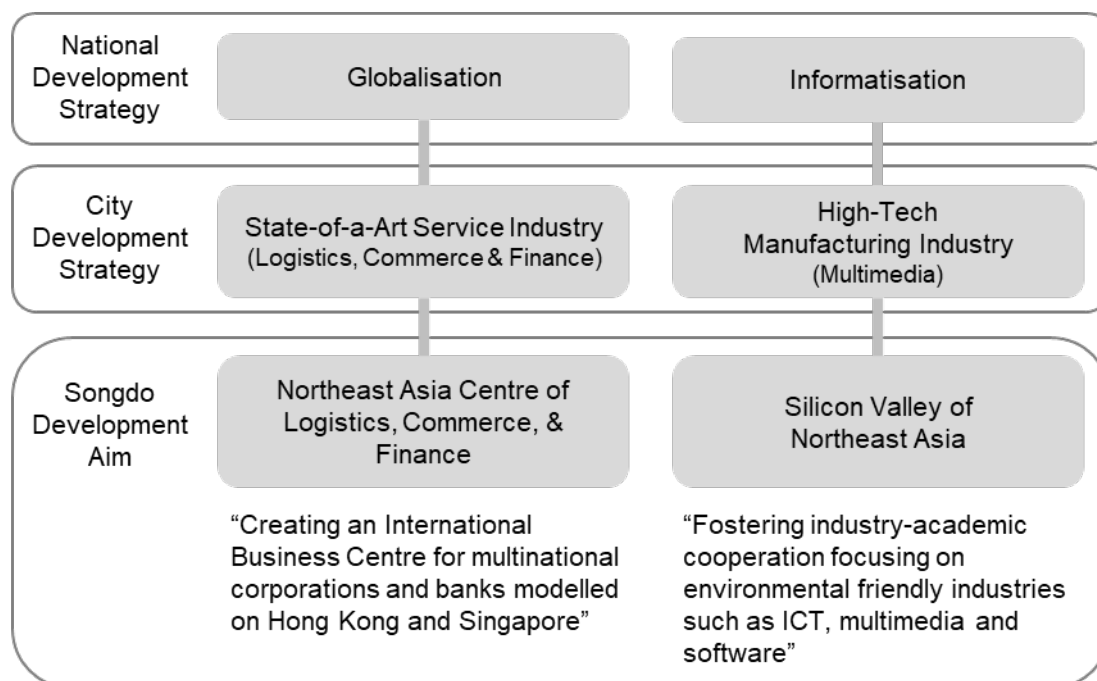 National
Development
Strategy
Globalisation
Informatisation
City
Development
Strategy
State-of-a-Art Service Industry
(Logistics, Commerce & Finance)
High-Tech
Manufacturing Industry
(Multimedia)
Songdo
Development
Aim
Northeast Asia Centre of
Logistics, Commerce, &
Finance
Silicon Valley of
Northeast Asia
“Creating an International
Business Centre for multinational
corporations and banks modelled
on Hong Kong and Singapore”
“Fostering industry-academic
cooperation focusing on
environmental friendly industries
such as ICT, multimedia and
software”